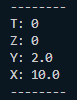 --------
T: 0
Z: 0
Y: 2.0
X: 10.0
--------